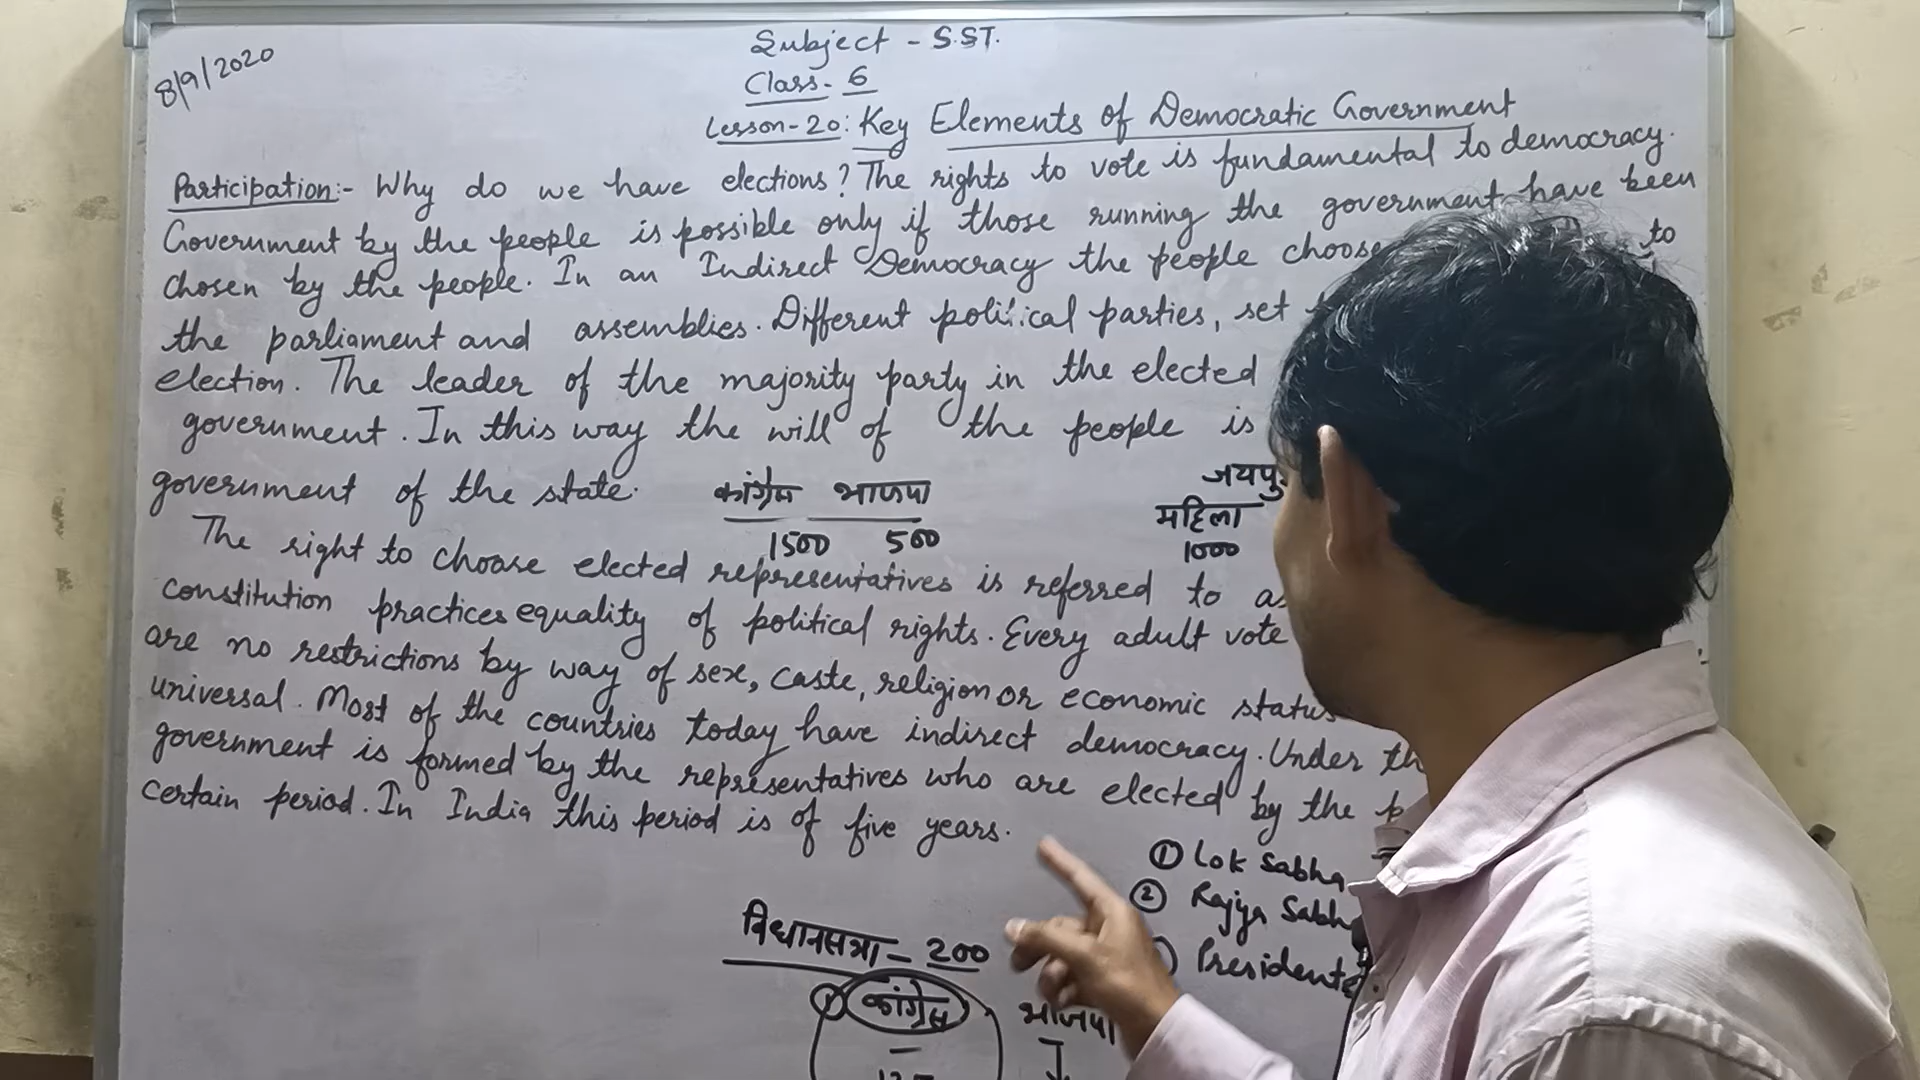 8/9/2020
Subject - S.ST.
Class- 6
Lesson-20: Key Elements of Democratic Government
Participation:- Why do we have elections? The rights to vote is fundamental to democracy.
Government by the people is possible only if those running the government have been
chosen by the people. In an Indirect Democracy the people choose to
the parliament and assemblies. Different political parties, set
election. The leader of the majority party in the elected
government. In this way the will of the people is
government of the state.
कांग्रेस भाजपा
1500 500
जयपु
महिला
1000
The right to choose elected representatives is referred to as
constitution practices equality of political rights. Every adult vote
are no restrictions by way of sex, caste, religion or economic status
universal. Most of the countries today have indirect democracy. Under th
government is formed by the representatives who are elected by the p
certain period. In India this period is of five years.
① Lok Sabha
② Rajya Sabha
President
विधानसभा - 200
① कांग्रेस भाजपा